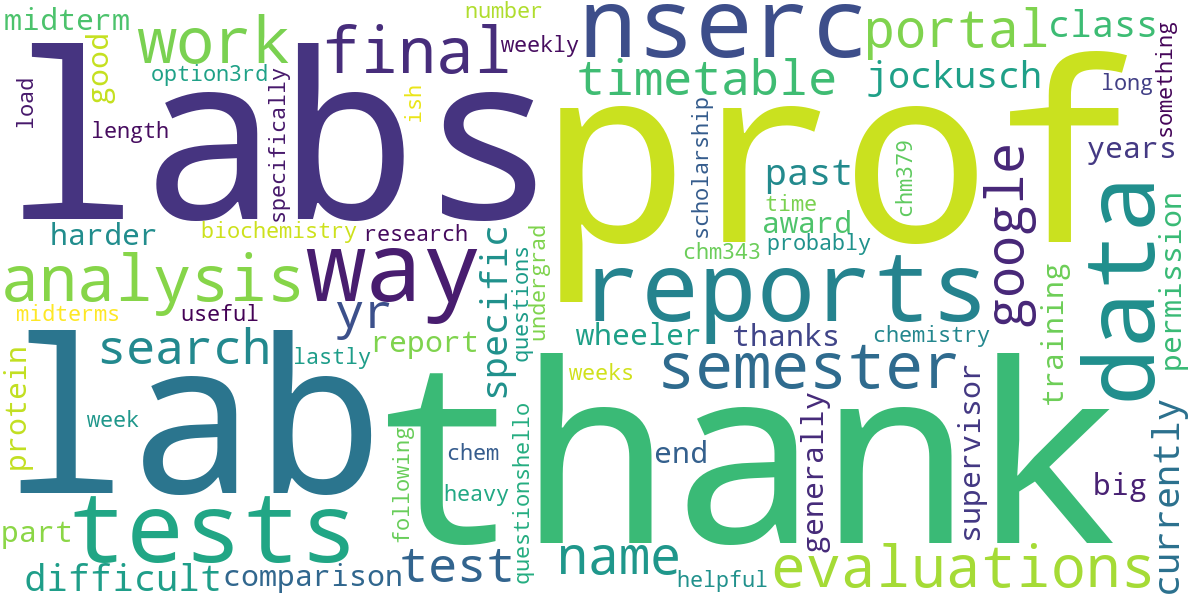 midterm
number
nserc
portal
class
something
work
final
weekly
good
option3rd
timetable
jockusch
long
load
labs
prof
specifically
ish
length
scholarship
chm379
years
past
google
data
time
award
permission
harder
biochemistry
research
chm343
probably
analysis
way
specific
questions
undergrad
reports
training
midterms
useful
yr
wheeler
thanks
chemistry
search
lastly
report
semester
protein
lab
weeks
thank
generally
supervisor
currently
week
following
chem
questionshello
end
heavy
big
tests
part
test
name
evaluations
difficult
comparison
helpful